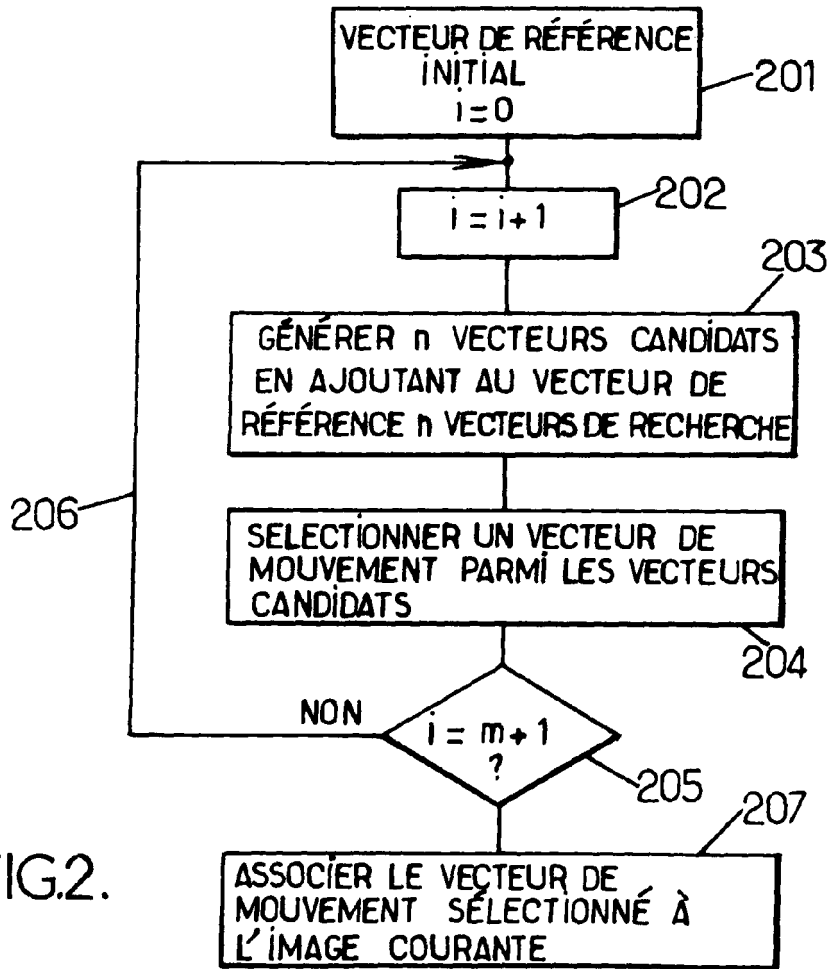 VECTEUR DE RÉFÉRENCE
INITIAL
i = 0
201
i = i + 1
202
203
GÉNÉRER n VECTEURS CANDIDATS
EN AJOUTANT AU VECTEUR DE
RÉFÉRENCE n VECTEURS DE RECHERCHE
206
SELECTIONNER UN VECTEUR DE
MOUVEMENT PARMI LES VECTEURS
CANDIDATS
204
NON
i = m + 1
?
205
207
IG.2.
ASSOCIER LE VECTEUR DE
MOUVEMENT SÉLECTIONNÉ À
L'IMAGE COURANTE